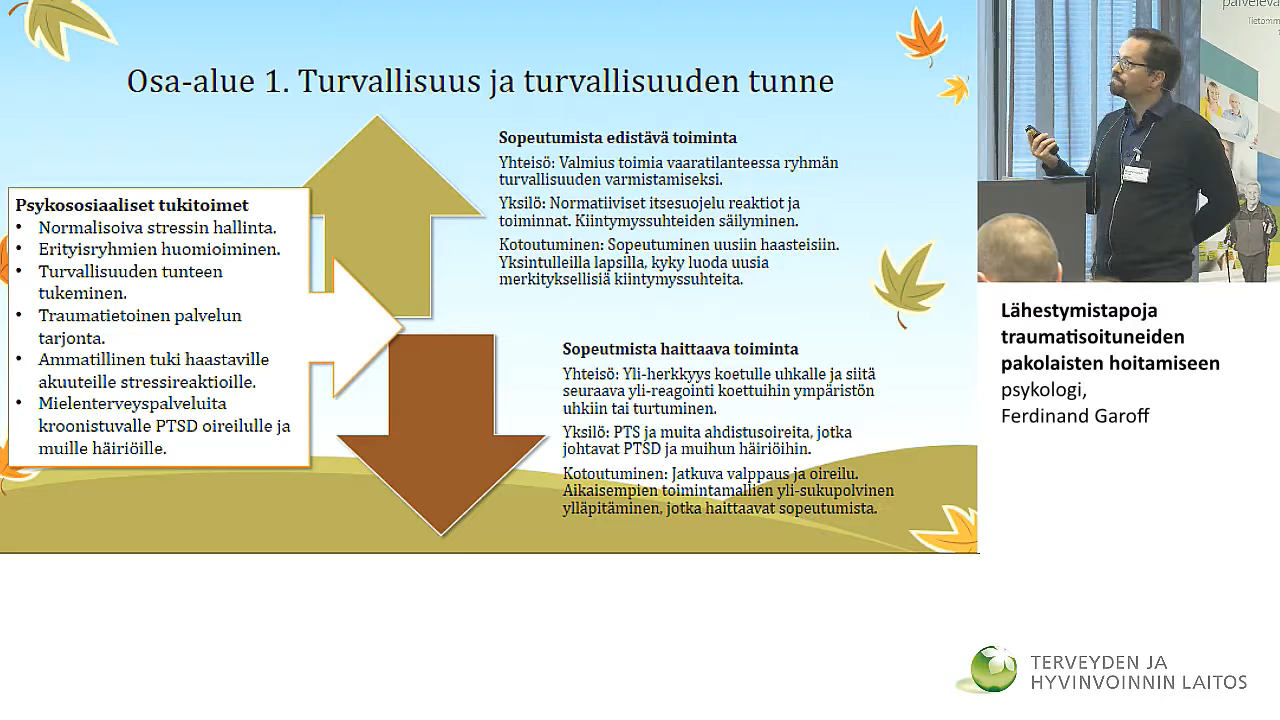 Osa-alue 1. Turvallisuus ja turvallisuuden tunne
Psykososiaaliset tukitoimet
• Normalisoiva stressin hallinta.
• Erityisryhmien huomioiminen.
• Turvallisuuden tunteen
tukeminen.
• Traumatietoinen palvelun
tarjonta.
• Ammatillinen tuki haastaville
akuuteille stressireaktioille.
• Mielenterveyspalveluita
kroonistuvalle PTSD oireilulle ja
muille häiriöille.
Sopeutumista edistävä toiminta
Yhteisö: Valmius toimia vaaratilanteessa ryhmän
turvallisuuden varmistamiseksi.
Yksilö: Normatiiviset itsesuojelu reaktiot ja
toiminnat. Kiintymyssuhteiden säilyminen.
Kotoutuminen: Sopeutuminen uusiin haasteisiin.
Yksintulleilla lapsilla, kyky luoda uusia
merkityksellisiä kiintymyssuhteita.
Sopeutmista haittaava toiminta
Yhteisö: Yli-herkkyys koetulle uhkalle ja siitä
seuraava yli-reagointi koettuihin ympäristön
uhkiin tai turtuminen.
Yksilö: PTS ja muita ahdistusoireita, jotka
johtavat PTSD ja muihun häiriöihin.
Kotoutuminen: Jatkuva valppaus ja oireilu.
Aikaisempien toimintamallien yli-sukupolvinen
ylläpitäminen, jotka haittaavat sopeutumista.
palveleva
Lähestymistapoja
traumatisoituneiden
pakolaisten hoitamiseen
psykologi,
Ferdinand Garoff
TERVEYDEN JA
HYVINVOINNIN LAITOS